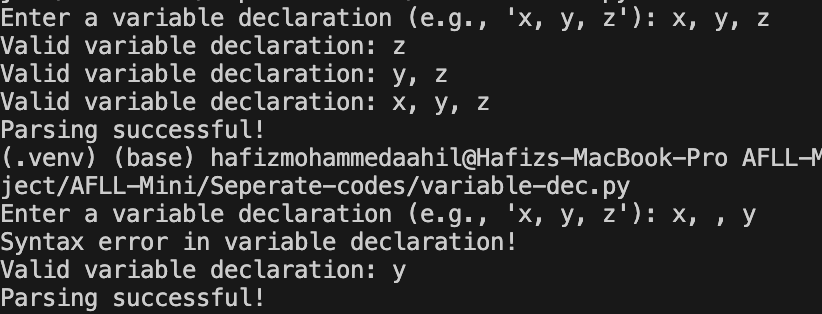 Enter a variable declaration (e.g., 'x, y, z'): x, y, z
Valid variable declaration: z
Valid variable declaration: y, z
Valid variable declaration: x, y, z
Parsing successful!
(.venv) (base) hafizmohammedaahil@Hafizs-MacBook-Pro AFLL-M
ject/AFLL-Mini/Seperate-codes/variable-dec.py
Enter a variable declaration (e.g., 'x, y, z'): x, , y
Syntax error in variable declaration!
Valid variable declaration: y
Parsing successful!